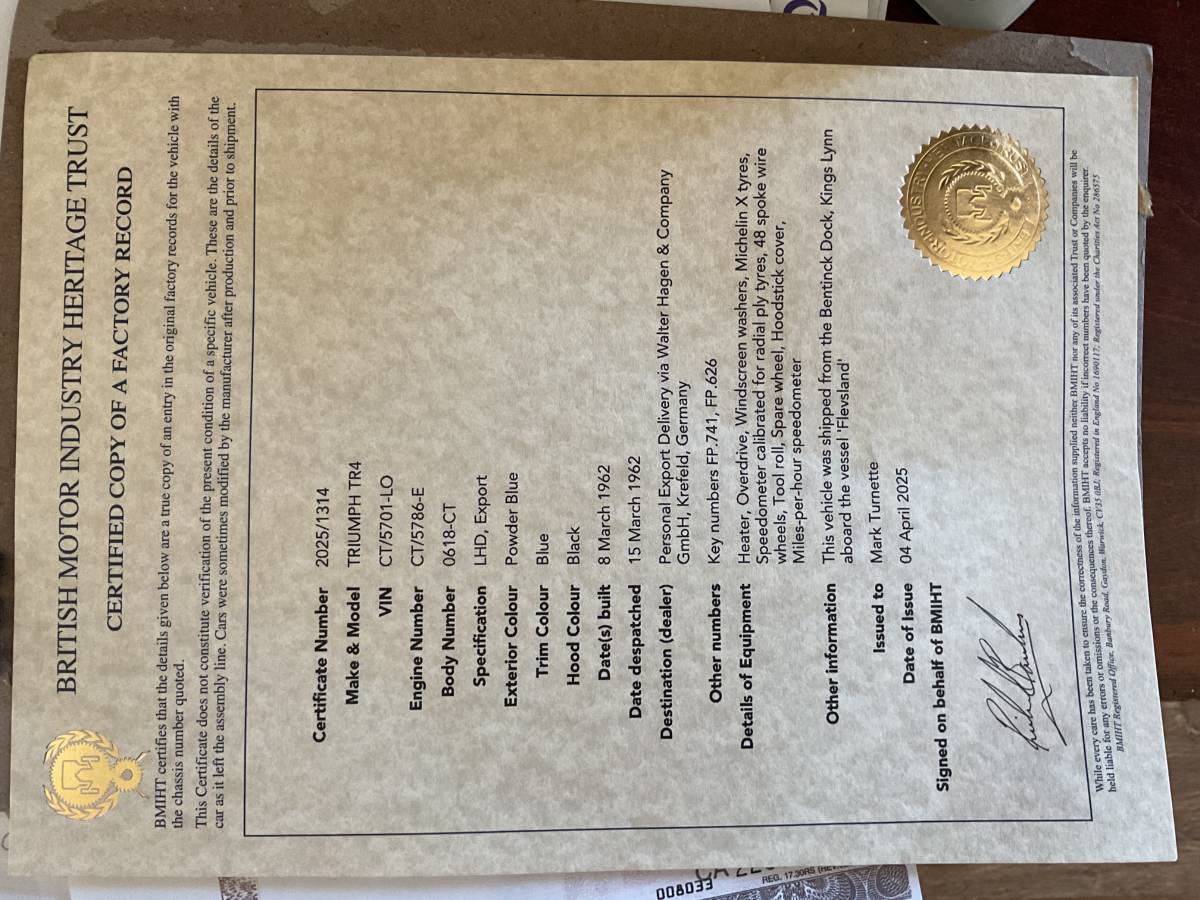 BRITISH MOTOR INDUSTRY HERITAGE TRUST
CERTIFIED COPY OF A FACTORY RECORD
BMIHT certifies that the details given below are a true copy of an entry in the original factory records for the vehicle with
the chassis number quoted.
This Certificate does not constitute verification of the present condition of a specific vehicle. These are the details of the
car as it left the assembly line. Cars were sometimes modified by the manufacturer after production and prior to shipment.
Certificate Number 2025/1314
Make & Model TRIUMPH TR4
VIN CT/5701-LO
Engine Number CT/5786-E
Body Number 0618-CT
Specification LHD, Export
Exterior Colour Powder Blue
Trim Colour Blue
Hood Colour Black
Date(s) built 8 March 1962
Date despatched 15 March 1962
Destination (dealer) Personal Export Delivery via Walter Hagen & Company
GmbH, Krefeld, Germany
Other numbers Key numbers FP.741, FP.626
Details of Equipment Heater, Overdrive, Windscreen washers, Michelin X tyres,
Speedometer calibrated for radial ply tyres, 48 spoke wire
wheels, Tool roll, Spare wheel, Hoodstick cover,
Miles-per-hour speedometer
Other Information This vehicle was shipped from the Bentinck Dock, Kings Lynn
aboard the vessel 'Flevsland'
Issued to Mark Turnette
Date of Issue 04 April 2025
Signed on behalf of BMIHT
While every care has been taken to ensure the correctness of the information supplied neither BMIHT nor any of its associated Trust or Companies will be
held liable for any errors or omissions or the consequences thereof. BMIHT accepts no liability if incorrect numbers have been quoted by the enquirer.
BMIHT Registered Office, Banbury Road, Gaydon, Warwick, CV35 0BJ; Registered in England No 1690117; Registered under the Charities Act No 286575
008033
REG. 17.30RS